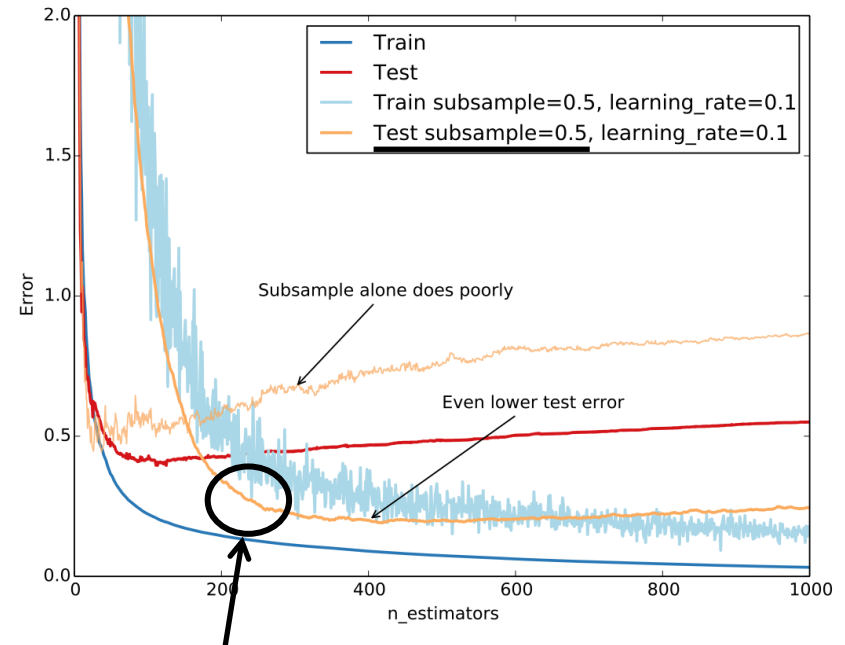 2.0
Train
Test
Train subsample=0.5, learning_rate=0.1
Test subsample=0.5, learning_rate=0.1
1.5
Error
1.0
Subsample alone does poorly
Even lower test error
0.5
0.0
0 200 400 600 800 1000
n_estimators